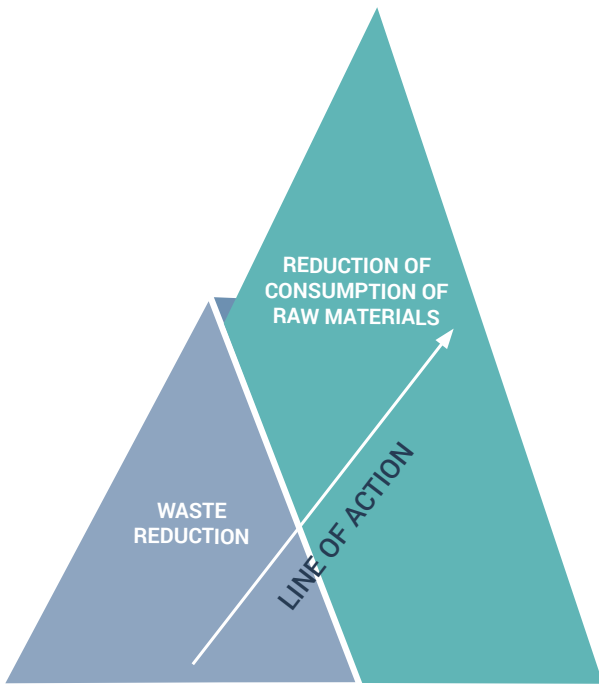 REDUCTION OF
CONSUMPTION OF
RAW MATERIALS
WASTE
REDUCTION
LINE OF ACTION